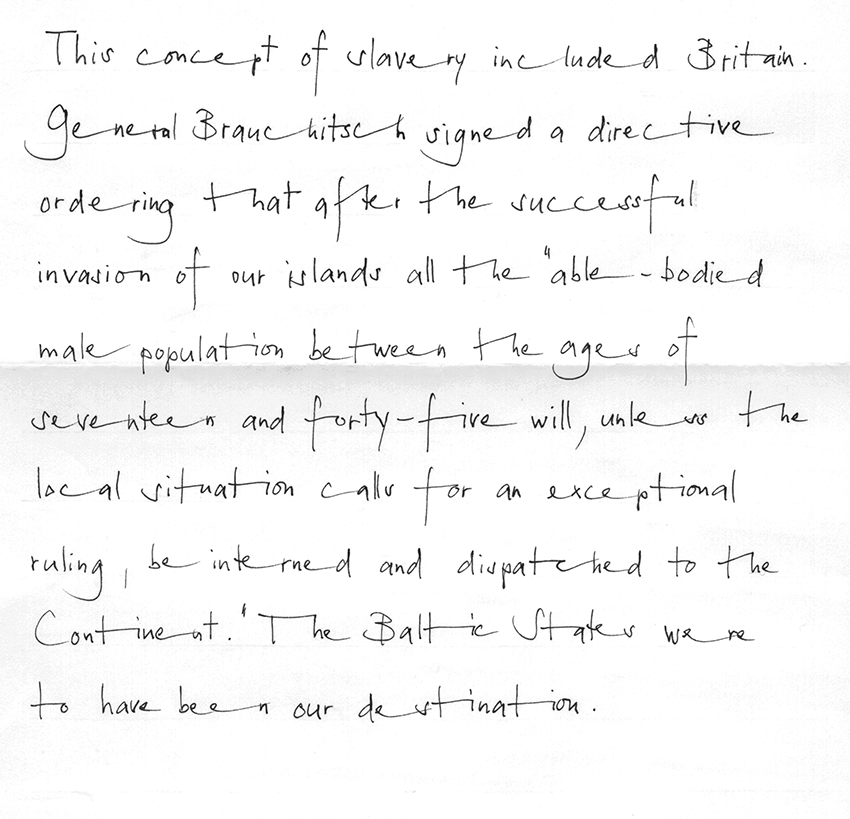 This concept of slavery included Britain.
General Brauchitsch signed a directive
ordering that after the successful
invasion of our islands all the "able-bodied
male population between the ages of
seventeen and forty-five will, unless the
local situation calls for an exceptional
ruling, be interned and dispatched to the
Continent." The Baltic States were
to have been our destination.